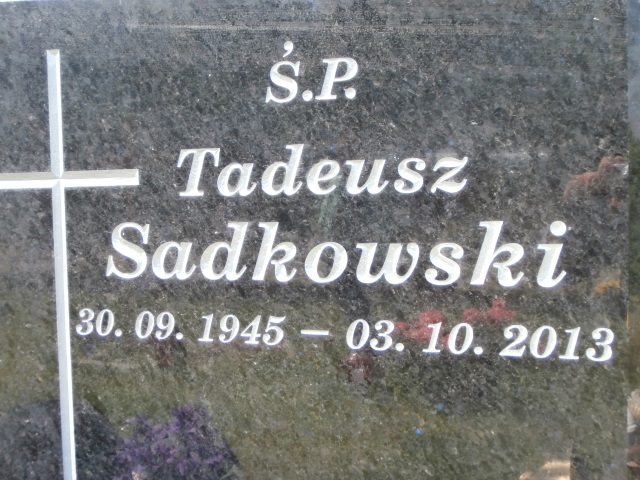 Ś.P.
Tadeusz
Sadkowski
30. 09. 1945 – 03. 10. 2013